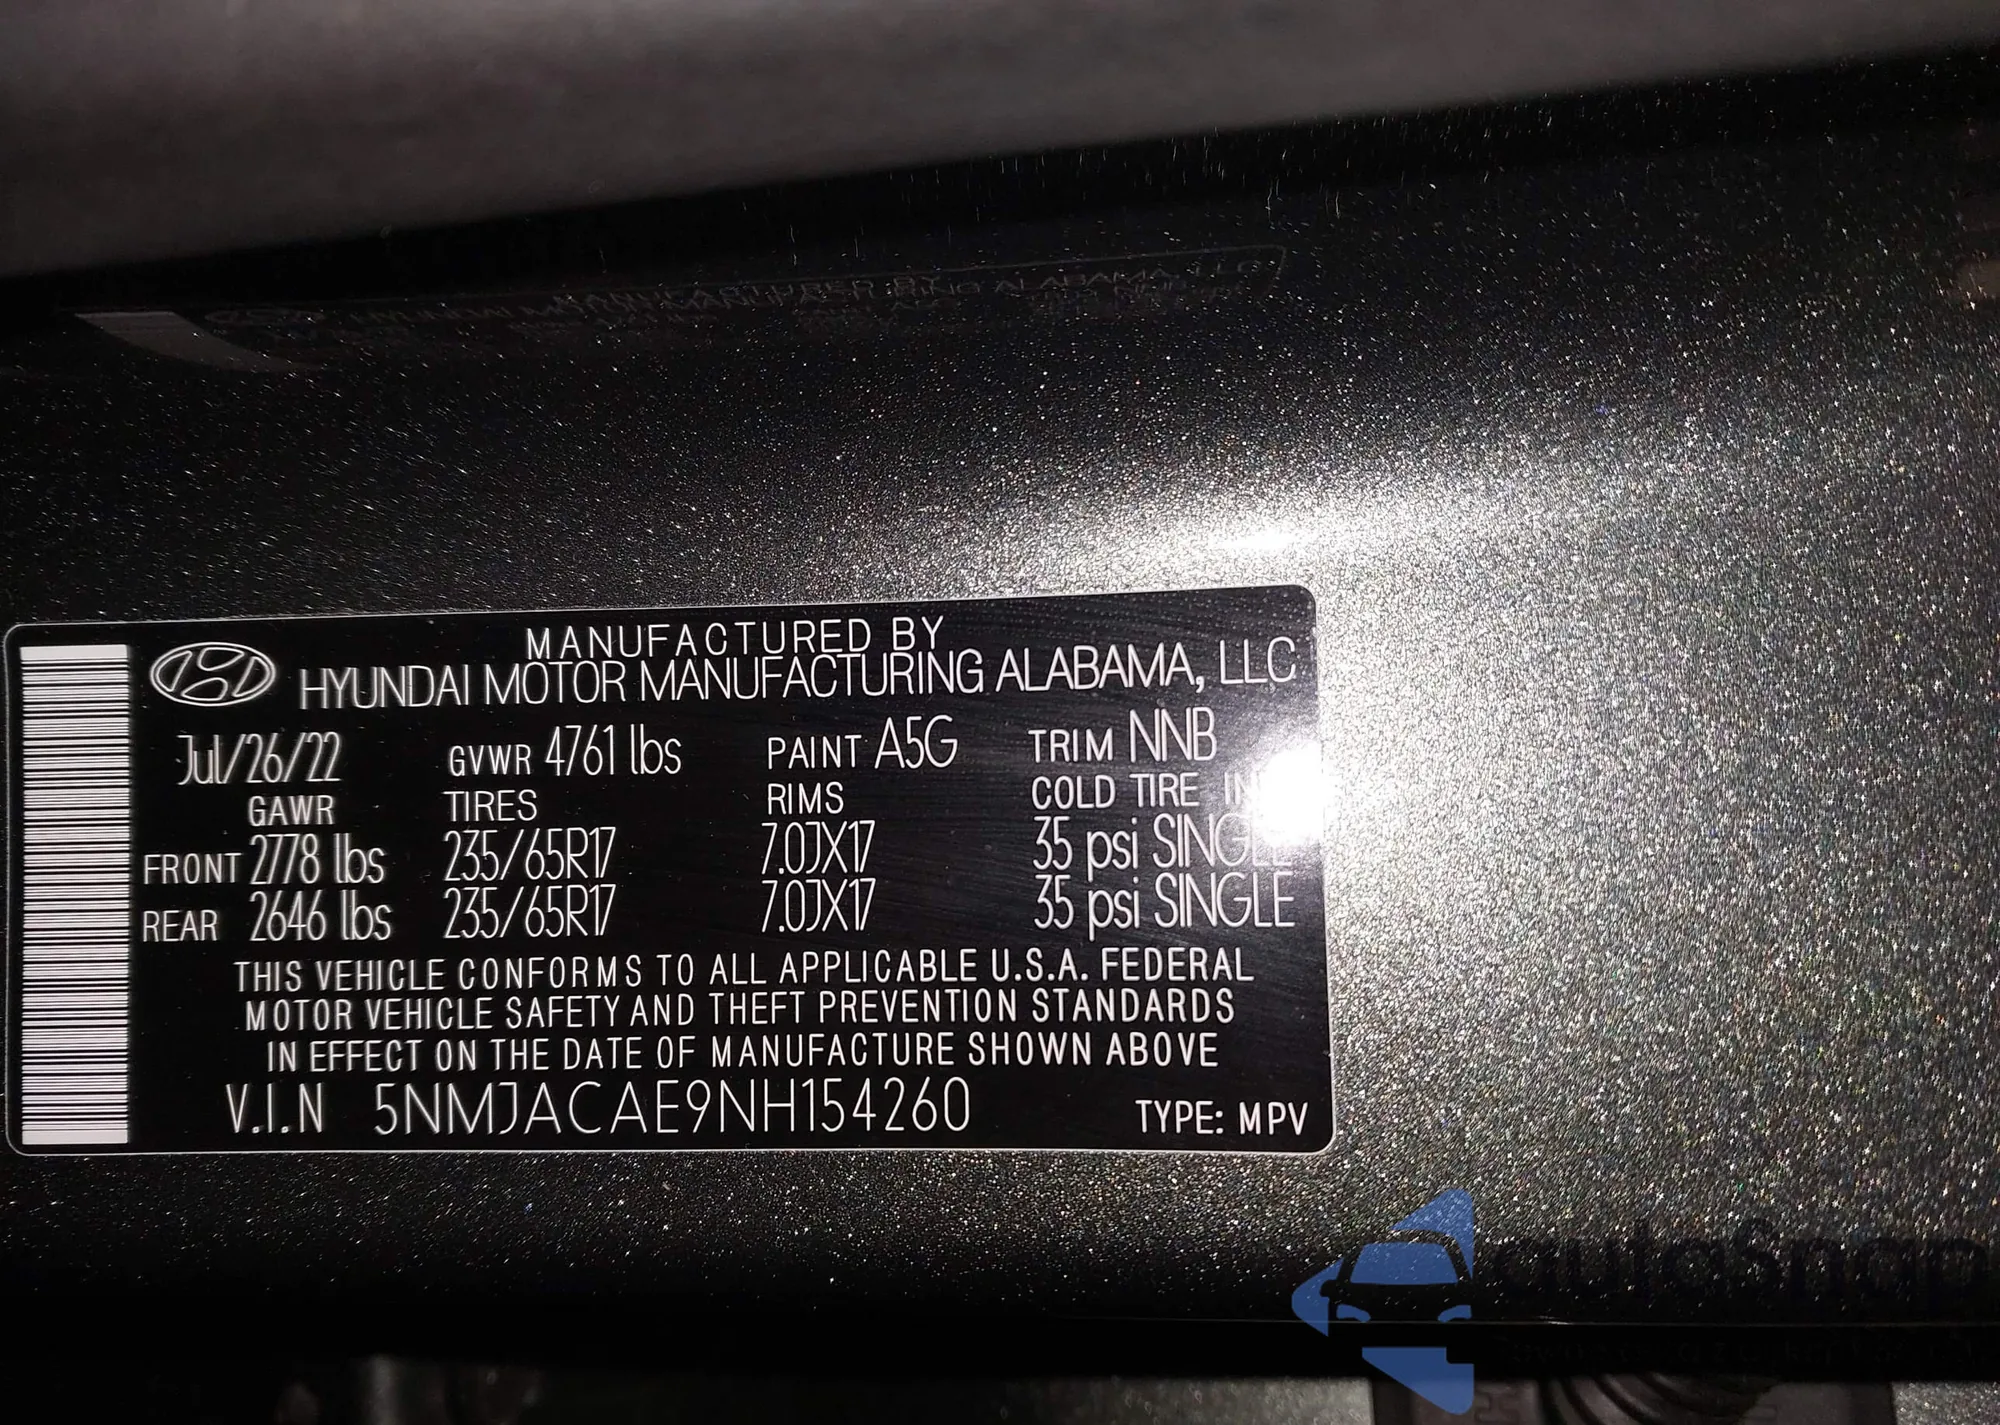 MANUFACTURED BY
HYUNDAI MOTOR MANUFACTURING ALABAMA, LLC
Jul/26/22 GVWR 4761 lbs PAINT A5G TRIM NNB
GAWR TIRES RIMS COLD TIRE
FRONT 2778 lbs 235/65R17 7.0JX17 35 psi SINGLE
REAR 2646 lbs 235/65R17 7.0JX17 35 psi SINGLE
THIS VEHICLE CONFORMS TO ALL APPLICABLE U.S.A. FEDERAL
MOTOR VEHICLE SAFETY AND THEFT PREVENTION STANDARDS
IN EFFECT ON THE DATE OF MANUFACTURE SHOWN ABOVE
V.I.N 5NMJACAE9NH154260 TYPE: MPV
autoSnap